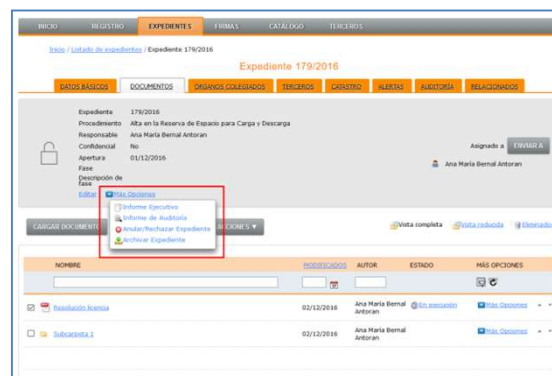 INICIO REGISTRO EXPEDIENTES FIRMAS CATÁLOGO TERCEROS
Inicio / Listado de expedientes / Expediente 179/2016
Expediente 179/2016
DATOS BÁSICOS DOCUMENTOS ÓRGANOS COLEGIADOS TERCEROS CATASTRO ALERTAS AUDITORÍA RELACIONADOS
Expediente 179/2016
Procedimiento Alta en la Reserva de Espacio para Carga y Descarga
Responsable Ana María Bernal Antoran
Confidencial No
Asignado a ENVIAR A
Apertura 01/12/2016
Ana María Bernal Antoran
Fase
Descripción de
fase
Editar Más Opciones
Informe Ejecutivo
Informe de Auditoría
CARGAR DOCUMENTO ACCIONES Vista completa Vista reducida Eliminados
Anular/Rechazar Expediente
Archivar Expediente
NOMBRE MODIFICADOS AUTOR ESTADO MÁS OPCIONES
Resolución licencia 02/12/2016 Ana María Bernal En ejecución Más Opciones
Antoran
Subcarpeta 1 02/12/2016 Ana María Bernal Más Opciones
Antoran